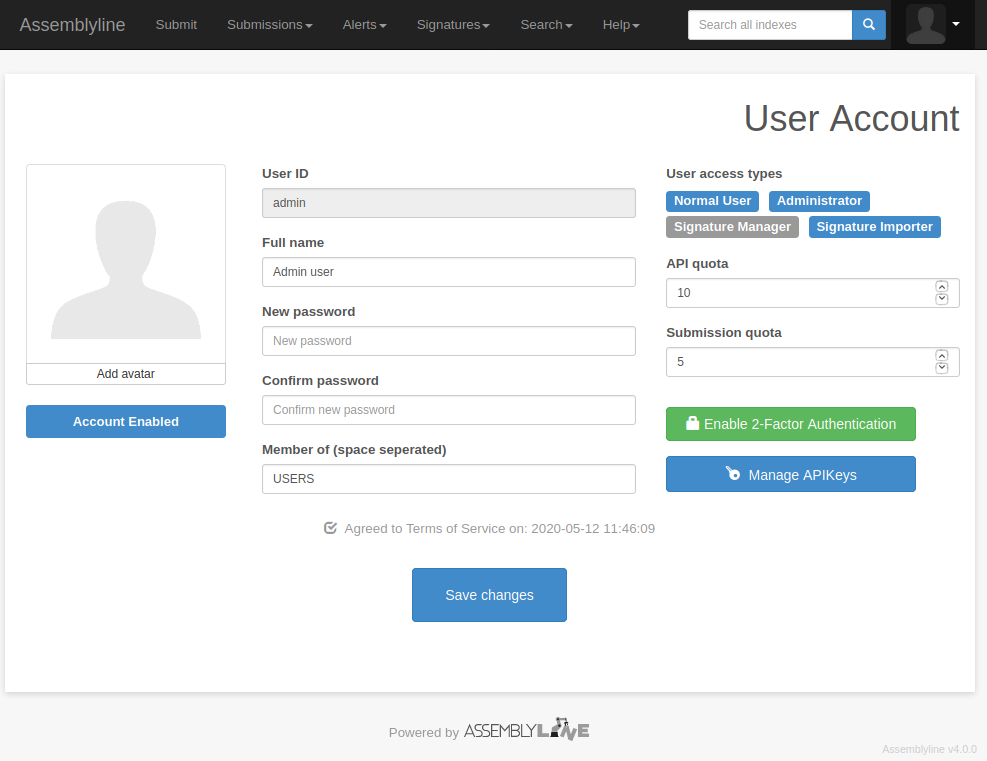 Assemblyline Submit Submissions Alerts Signatures Search Help Search all indexes
User Account
Add avatar
Account Enabled
User ID
admin
Full name
Admin user
New password
New password
Confirm password
Confirm new password
Member of (space seperated)
USERS
User access types
Normal User Administrator
Signature Manager Signature Importer
API quota
10
Submission quota
5
Enable 2-Factor Authentication
Manage APIKeys
Agreed to Terms of Service on: 2020-05-12 11:46:09
Save changes
Powered by ASSEMBLYLINE
Assemblyline v4.0.0